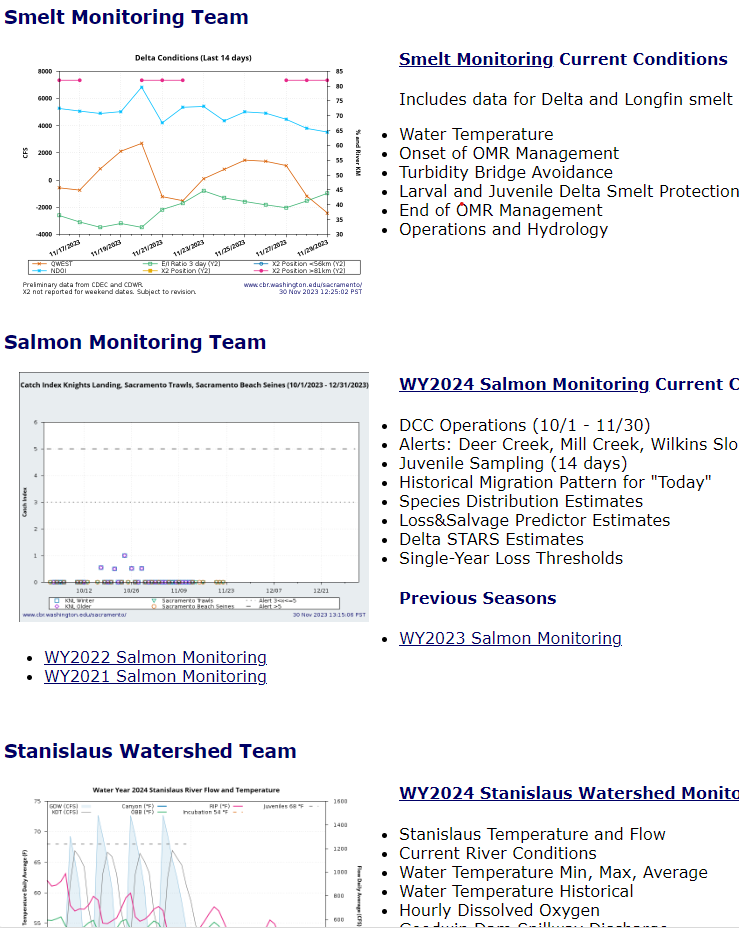 Smelt Monitoring Team
Delta Conditions (Last 14 days)
8000
6000
4000
2000
0
-2000
-4000
CFS
85
80
75
70
65
60
55
50
45
40
35
30
% and River KM
11/17/2023
11/19/2023
11/21/2023
11/23/2023
11/25/2023
11/27/2023
11/29/2023
QWEST
E/I Ratio 3 day (Y2)
X2 Position <56km (Y2)
NDOI
X2 Position (Y2)
X2 Position >81km (Y2)
Preliminary data from CDEC and CDWR.
X2 not reported for weekend dates. Subject to revision.
www.cbr.washington.edu/sacramento/
30 Nov 2023 12:25:02 PST
Smelt Monitoring Current Conditions
Includes data for Delta and Longfin smelt
Water Temperature
Onset of OMR Management
Turbidity Bridge Avoidance
Larval and Juvenile Delta Smelt Protection
End of OMR Management
Operations and Hydrology
Salmon Monitoring Team
Catch Index Knights Landing, Sacramento Trawls, Sacramento Beach Seines (10/1/2023 - 12/31/2023)
6
5
4
3
2
1
0
Catch Index
10/12
10/26
11/09
11/23
12/07
12/21
KNL Winter
Sacramento Trawls
Alert 3<=<=5
KNL Older
Sacramento Beach Seines
Alert >5
www.cbr.washington.edu/sacramento/
30 Nov 2023 13:15:06 PST
WY2024 Salmon Monitoring Current C
DCC Operations (10/1 - 11/30)
Alerts: Deer Creek, Mill Creek, Wilkins Slo
Juvenile Sampling (14 days)
Historical Migration Pattern for "Today"
Species Distribution Estimates
Loss&Salvage Predictor Estimates
Delta STARS Estimates
Single-Year Loss Thresholds
Previous Seasons
WY2023 Salmon Monitoring
WY2022 Salmon Monitoring
WY2021 Salmon Monitoring
Stanislaus Watershed Team
Water Year 2024 Stanislaus River Flow and Temperature
GDW (CFS)
Canyon (°F)
RIP (°F)
Juveniles 68 °F
KOT (CFS)
OBB (°F)
Incubation 54 °F
75
70
65
60
55
Temperature Daily Average (F)
1600
1400
1200
1000
800
600
Flow Daily Average (CFS)
WY2024 Stanislaus Watershed Monito
Stanislaus Temperature and Flow
Current River Conditions
Water Temperature Min, Max, Average
Water Temperature Historical
Hourly Dissolved Oxygen
Goodwin Dam Spillway Discharge